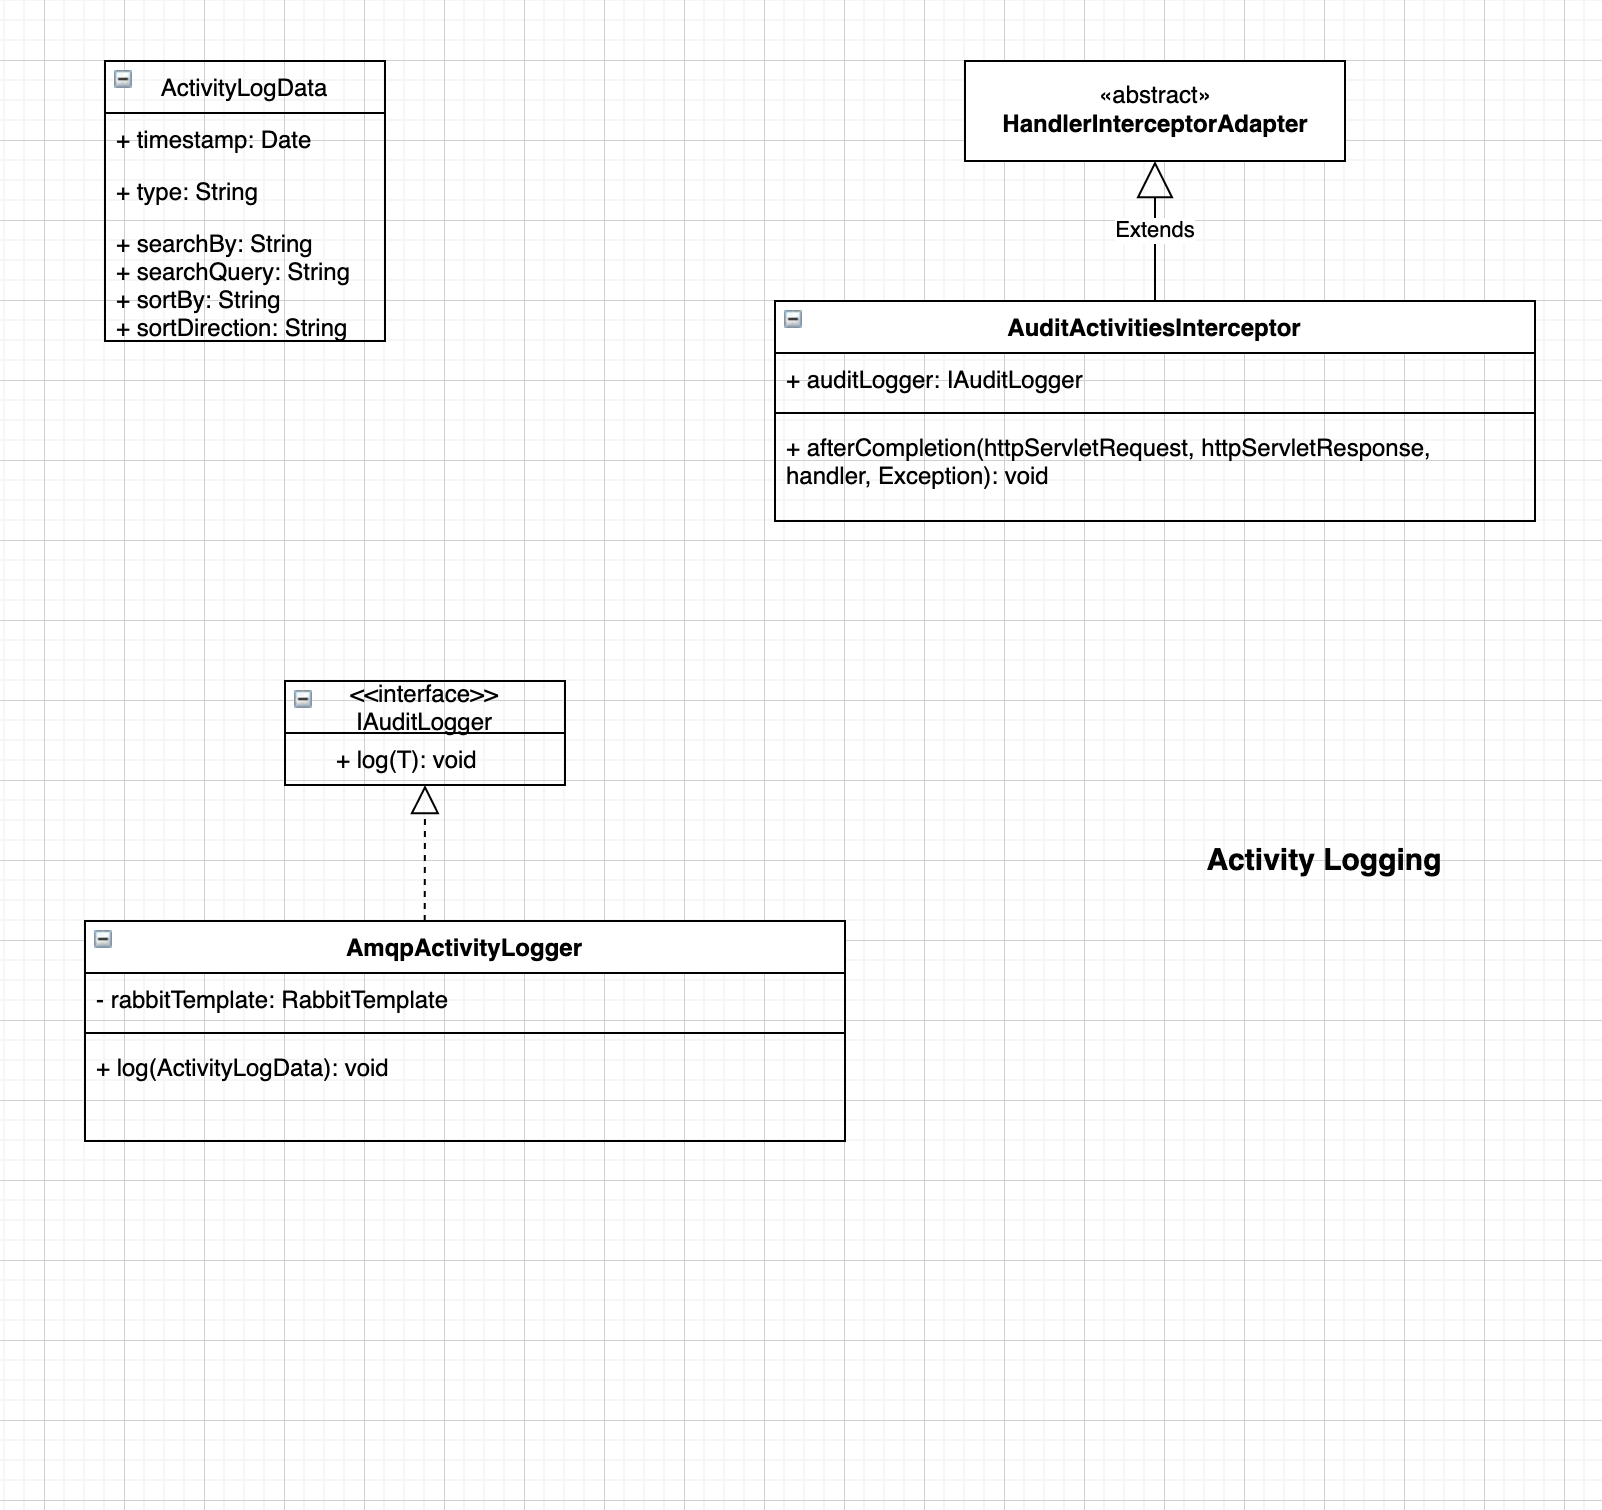 ActivityLogData
+ timestamp: Date
+ type: String
+ searchBy: String
+ searchQuery: String
+ sortBy: String
+ sortDirection: String
«abstract»
HandlerInterceptorAdapter
Extends
AuditActivitiesInterceptor
+ auditLogger: IAuditLogger
+ afterCompletion(httpServletRequest, httpServletResponse,
handler, Exception): void
<<interface>>
IAuditLogger
+ log(T): void
Activity Logging
AmqpActivityLogger
- rabbitTemplate: RabbitTemplate
+ log(ActivityLogData): void